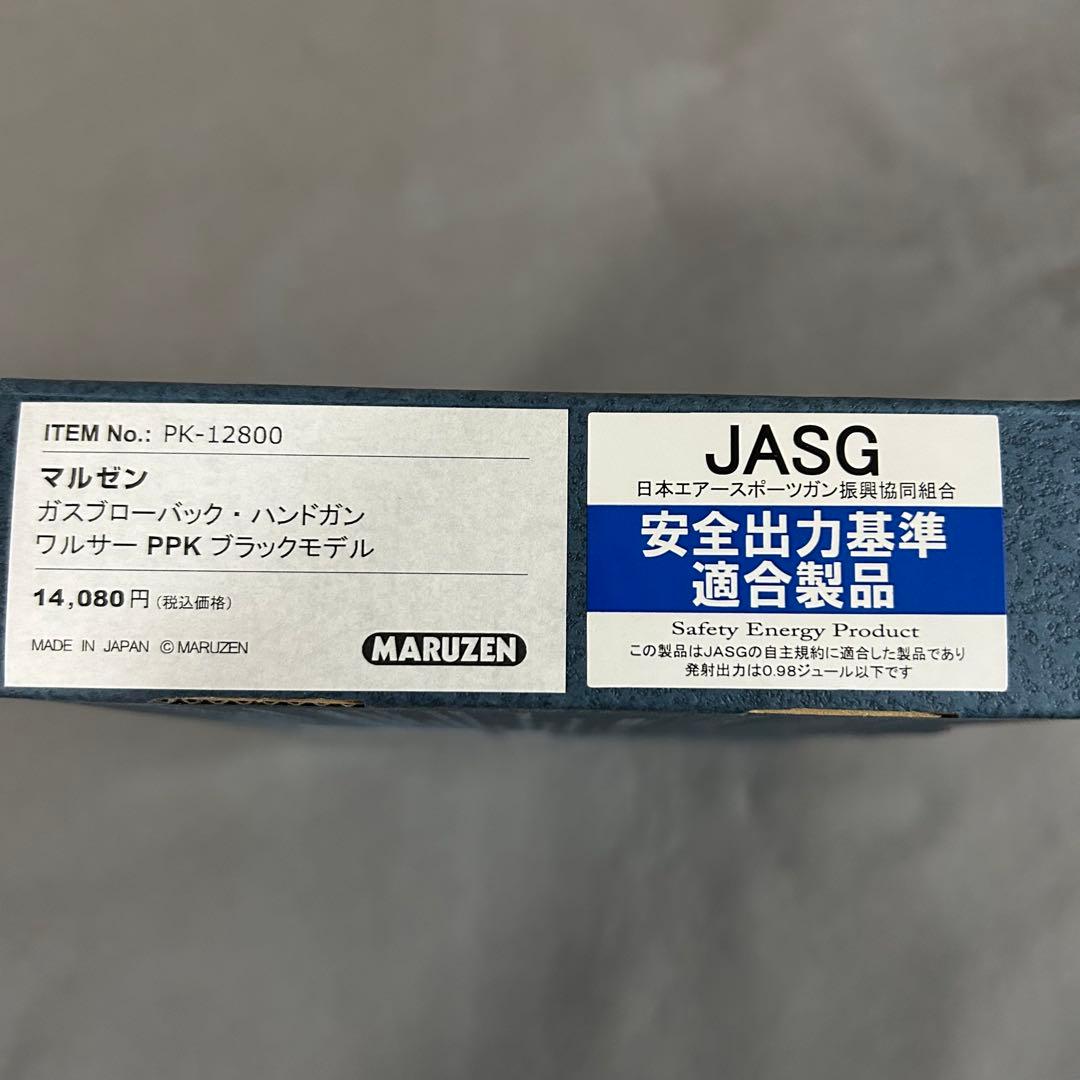 ITEM No.: PK-12800
マルゼン
ガスブローバック・ハンドガン
ワルサー PPK ブラックモデル
14,080円(税込価格)
MADE IN JAPAN ©MARUZEN
MARUZEN
JASG
日本エアースポーツガン振興協同組合
安全出力基準
適合製品
Safety Energy Product
この製品はJASGの自主規約に適合した製品であり
発射出力は0.98ジュール以下です